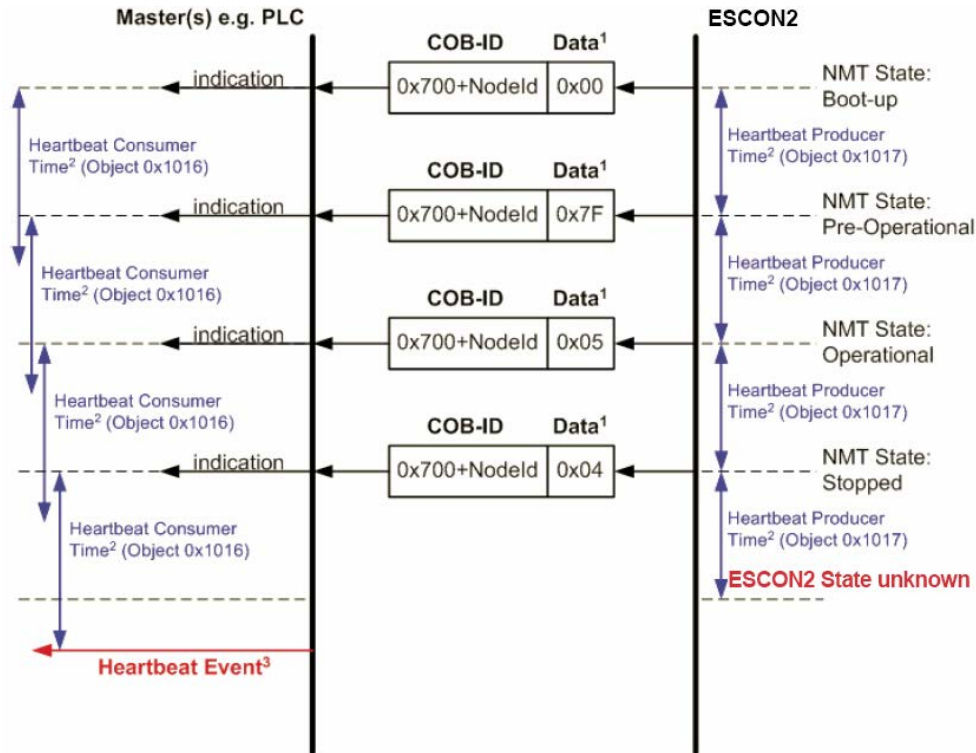 Master(s) e.g. PLC
ESCON2
COB-ID Data¹
indication
0x700+NodeId 0x00
NMT State:
Boot-up
Heartbeat Consumer
Time² (Object 0x1016)
Heartbeat Producer
Time² (Object 0x1017)
COB-ID Data¹
indication
0x700+NodeId 0x7F
NMT State:
Pre-Operational
Heartbeat Consumer
Time² (Object 0x1016)
Heartbeat Producer
Time² (Object 0x1017)
COB-ID Data¹
indication
0x700+NodeId 0x05
NMT State:
Operational
Heartbeat Consumer
Time² (Object 0x1016)
Heartbeat Producer
Time² (Object 0x1017)
COB-ID Data¹
indication
0x700+NodeId 0x04
NMT State:
Stopped
Heartbeat Consumer
Time² (Object 0x1016)
Heartbeat Producer
Time² (Object 0x1017)
ESCON2 State unknown
Heartbeat Event³